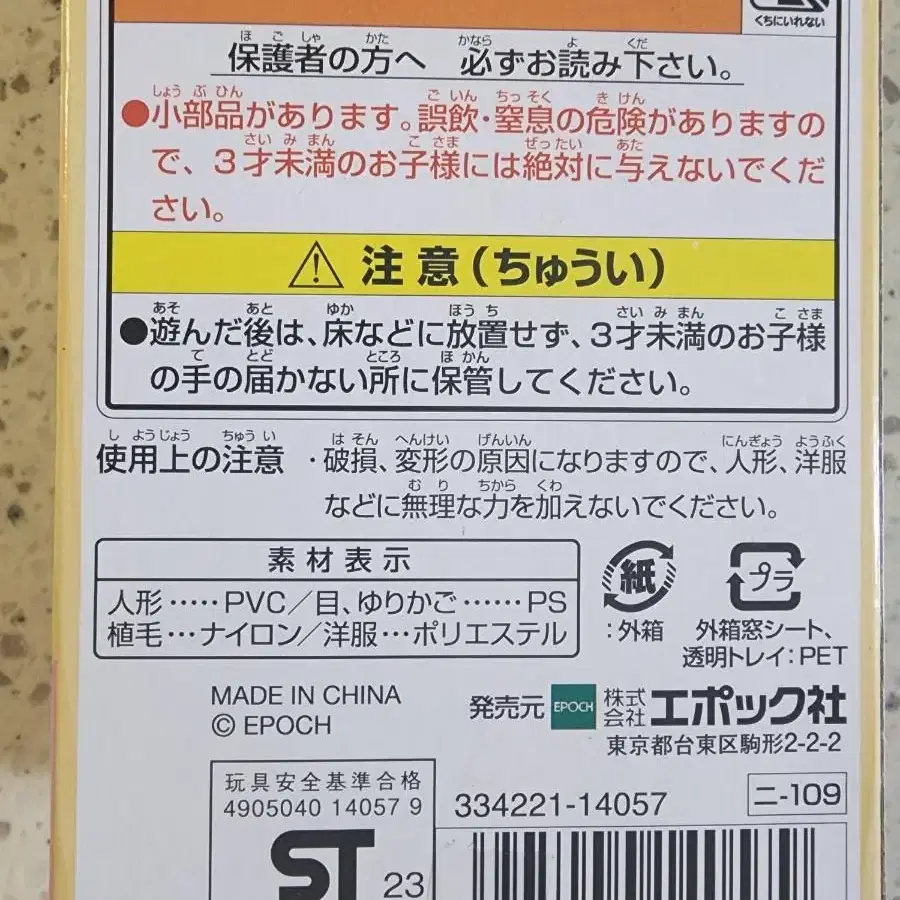 くちにいれない
保護者の方へ 必ずお読み下さい。
●小部品があります。誤飲・窒息の危険がありますの
で、3才未満のお子様には絶対に与えないでくだ
さい。
注意(ちゅうい)
●遊んだ後は、床などに放置せず、3才未満のお子様
の手の届かない所に保管してください。
使用上の注意 ・破損、変形の原因になりますので、人形、洋服
などに無理な力を加えないでください。
素材表示
人形‥‥‥PVC/目、ゆりかご‥‥‥PS
植毛…ナイロン/洋服…ポリエステル
紙
:外箱
プラ
外箱窓シート、
透明トレイ:PET
MADE IN CHINA
© EPOCH
発売元 EPOCH 株式会社 エポック社
東京都台東区駒形2-2-2
玩具安全基準合格
4905040 14057 9
ST 23
334221-14057
ニ-109